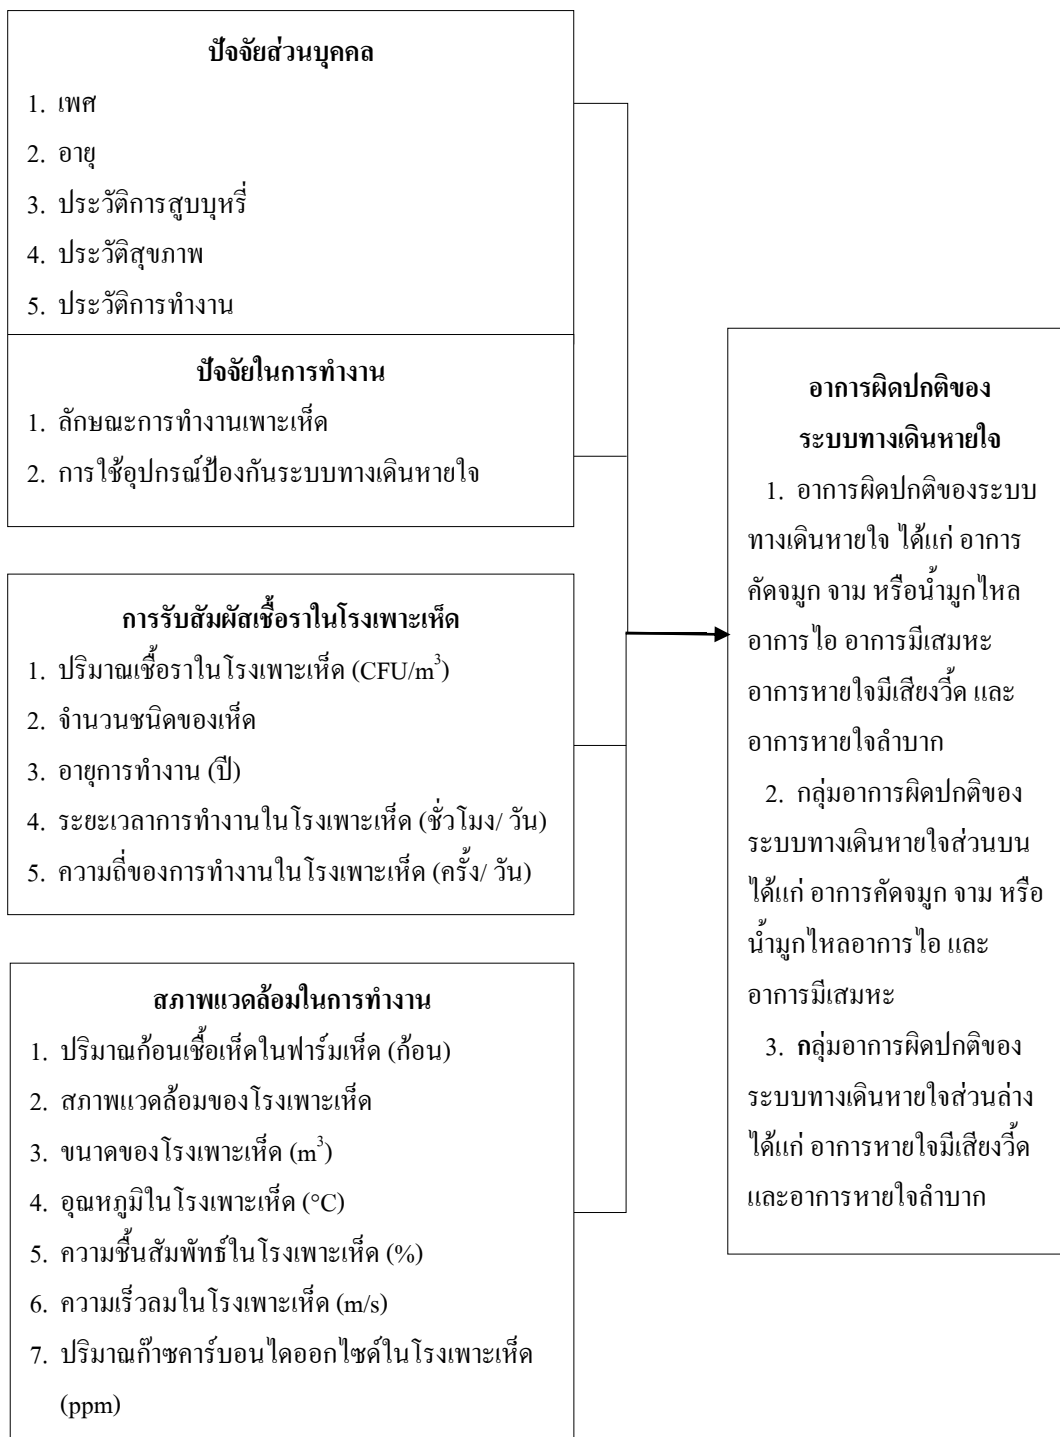 ปัจจัยส่วนบุคคล
1. เพศ
2. อายุ
3. ประวัติการสูบบุหรี่
4. ประวัติสุขภาพ
5. ประวัติการทำงาน
ปัจจัยในการทำงาน
1. ลักษณะการทำงานเพาะเห็ด
2. การใช้อุปกรณ์ป้องกันระบบทางเดินหายใจ
การรับสัมผัสเชื้อราในโรงเพาะเห็ด
1. ปริมาณเชื้อราในโรงเพาะเห็ด (CFU/m³)
2. จำนวนชนิดของเห็ด
3. อายุการทำงาน (ปี)
4. ระยะเวลาการทำงานในโรงเพาะเห็ด (ชั่วโมง/ วัน)
5. ความถี่ของการทำงานในโรงเพาะเห็ด (ครั้ง/ วัน)
สภาพแวดล้อมในการทำงาน
1. ปริมาณก้อนเชื้อเห็ดในฟาร์มเห็ด (ก้อน)
2. สภาพแวดล้อมของโรงเพาะเห็ด
3. ขนาดของโรงเพาะเห็ด (m³)
4. อุณหภูมิในโรงเพาะเห็ด (°C)
5. ความชื้นสัมพัทธ์ในโรงเพาะเห็ด (%)
6. ความเร็วลมในโรงเพาะเห็ด (m/s)
7. ปริมาณก๊าซคาร์บอนไดออกไซด์ในโรงเพาะเห็ด
(ppm)
อาการผิดปกติของ
ระบบทางเดินหายใจ
1. อาการผิดปกติของระบบ
ทางเดินหายใจ ได้แก่ อาการ
คัดจมูก จาม หรือน้ำมูกไหล
อาการไอ อาการมีเสมหะ
อาการหายใจมีเสียงวี้ด และ
อาการหายใจลำบาก
2. กลุ่มอาการผิดปกติของ
ระบบทางเดินหายใจส่วนบน
ได้แก่ อาการคัดจมูก จาม หรือ
น้ำมูกไหลอาการไอ และ
อาการมีเสมหะ
3. กลุ่มอาการผิดปกติของ
ระบบทางเดินหายใจส่วนล่าง
ได้แก่ อาการหายใจมีเสียงวี้ด
และอาการหายใจลำบาก